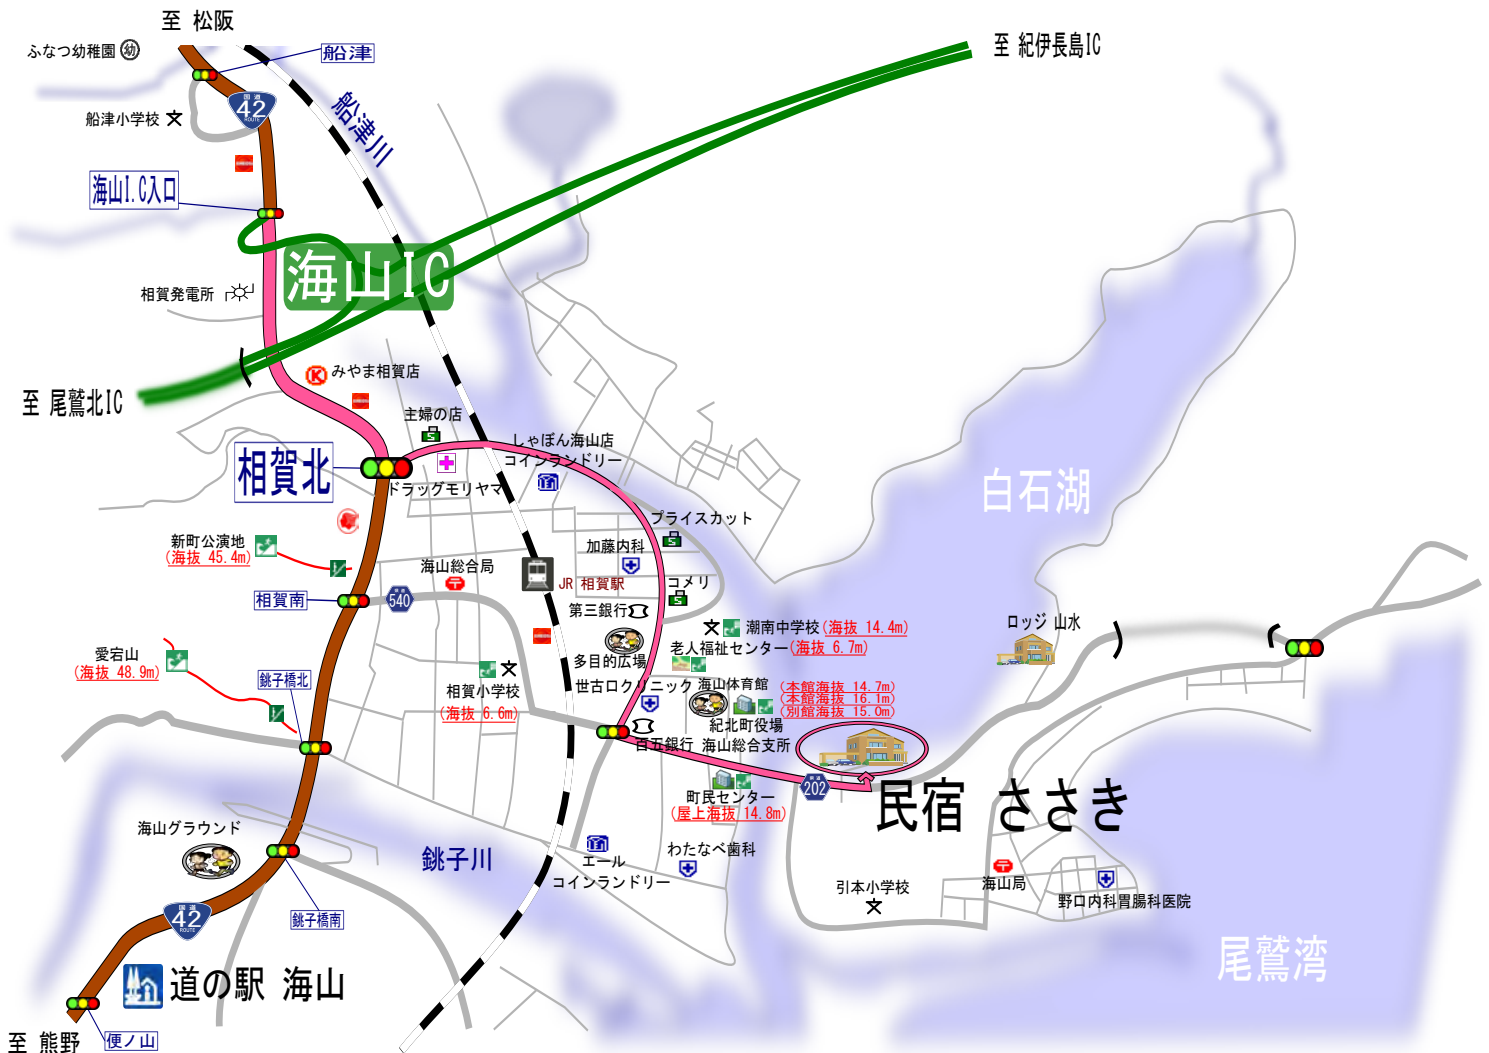 至 松阪
ふなつ幼稚園
幼
船津
至 紀伊長島IC
国道
42
ROUTE
船津小学校
船津川
海山I.C入口
海山IC
相賀発電所
至 尾鷲北IC
K
みやま相賀店
主婦の店
S
しゃぼん海山店
コインランドリー
相賀北
ドラッグモリヤマ
白石湖
プライスカット
S
新町公演地
(海抜 45.4m)
加藤内科
海山総合局
JR 相賀駅
コメリ
S
相賀南
540
第三銀行
潮南中学校(海抜 14.4m)
ロッジ 山水
老人福祉センター(海抜 6.7m)
愛宕山
(海抜 48.9m)
多目的広場
銚子橋北
相賀小学校
(海抜 6.6m)
世古口クリニック
海山体育館
(本館海抜 14.7m)
(本館海抜 16.1m)
(別館海抜 15.0m)
紀北町役場
海山総合支所
百五銀行
202
町民センター
(屋上海抜 14.8m)
民宿 ささき
海山グラウンド
銚子川
エール
コインランドリー
わたなべ歯科
引本小学校
海山局
野口内科胃腸科医院
銚子橋南
国道
42
ROUTE
尾鷲湾
道の駅 海山
至 熊野
便ノ山